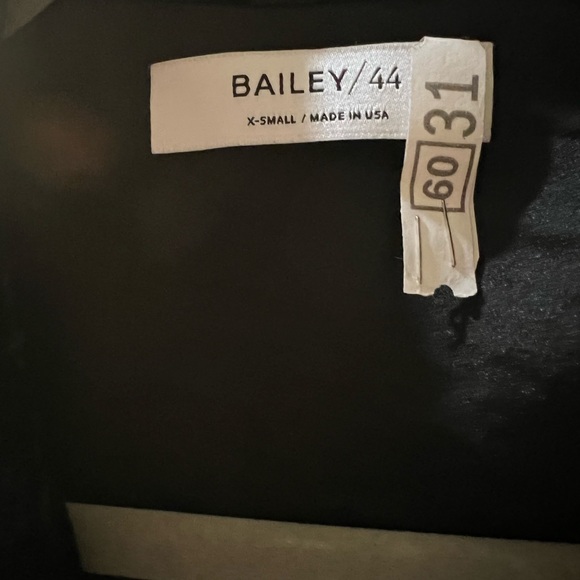 BAILEY/44
X-SMALL / MADE IN USA
31
60